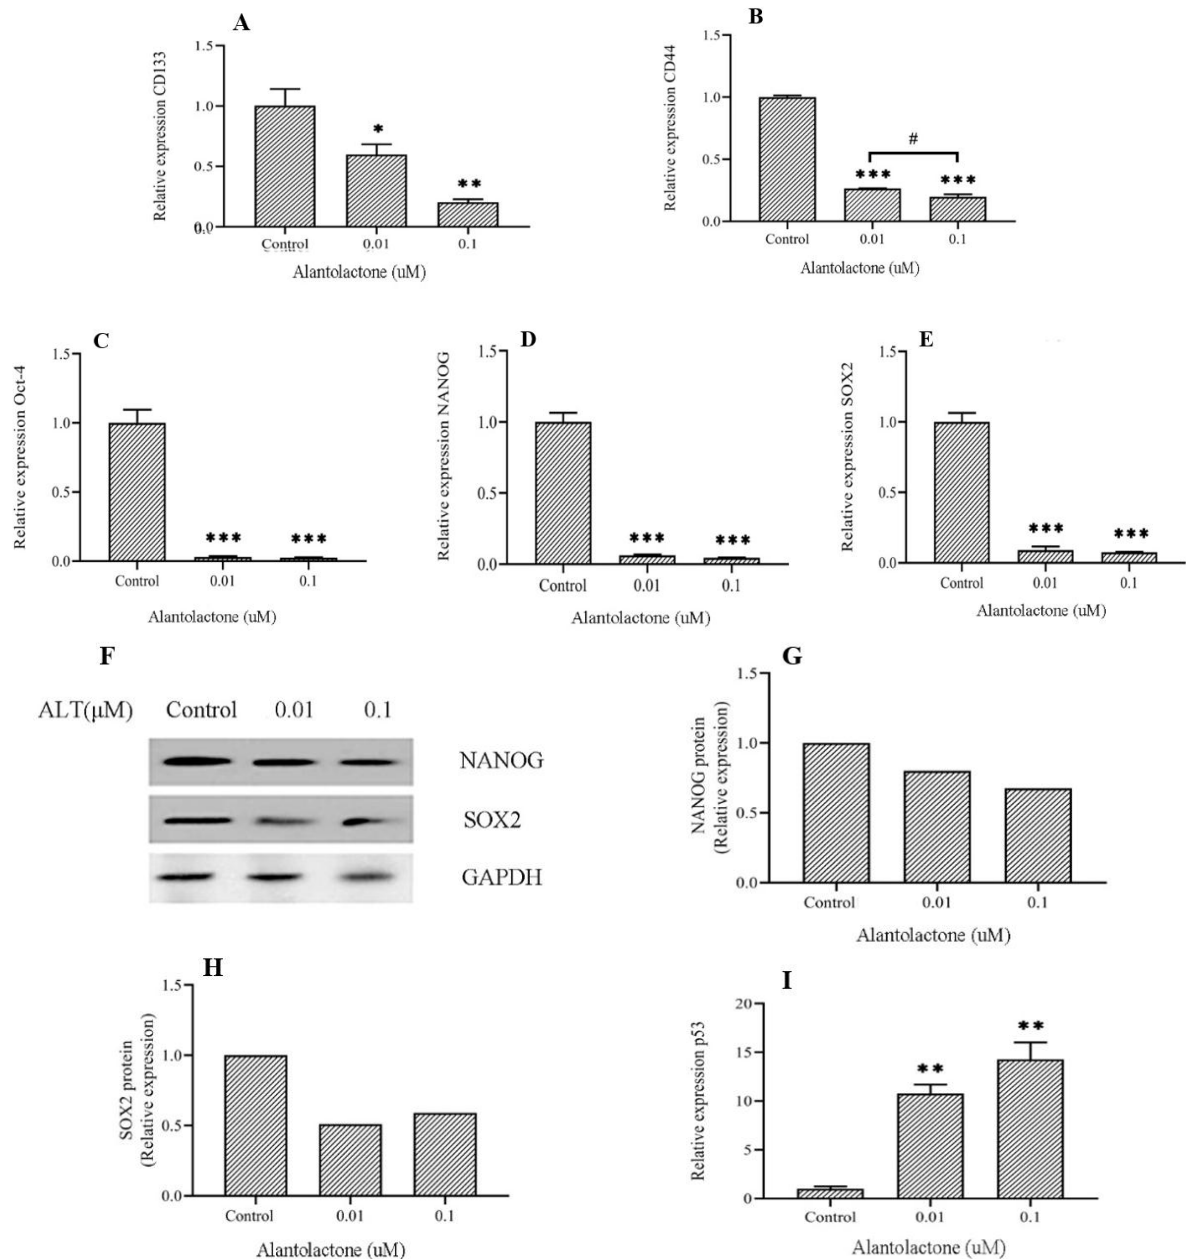 A
Relative expression CD133
1.5
1.0
0.5
0.0
*
**
Control
0.01
0.1
Alantolactone (uM)
B
Relative expression CD44
1.5
1.0
0.5
0.0
***
#
***
Control
0.01
0.1
Alantolactone (uM)
C
Relative expression Oct-4
1.5
1.0
0.5
0.0
***
***
Control
0.01
0.1
Alantolactone (uM)
D
Relative expression NANOG
1.5
1.0
0.5
0.0
***
***
Control
0.01
0.1
Alantolactone (uM)
E
Relative expression SOX2
1.5
1.0
0.5
0.0
***
***
Control
0.01
0.1
Alantolactone (uM)
F
ALT(μM) Control 0.01 0.1
NANOG
SOX2
GAPDH
G
NANOG protein
(Relative expression)
1.5
1.0
0.5
0.0
Control
0.01
0.1
Alantolactone (uM)
H
SOX2 protein
(Relative expression)
1.5
1.0
0.5
0.0
Control
0.01
0.1
Alantolactone (uM)
I
Relative expression p53
20
15
10
5
0
**
**
Control
0.01
0.1
Alantolactone (uM)